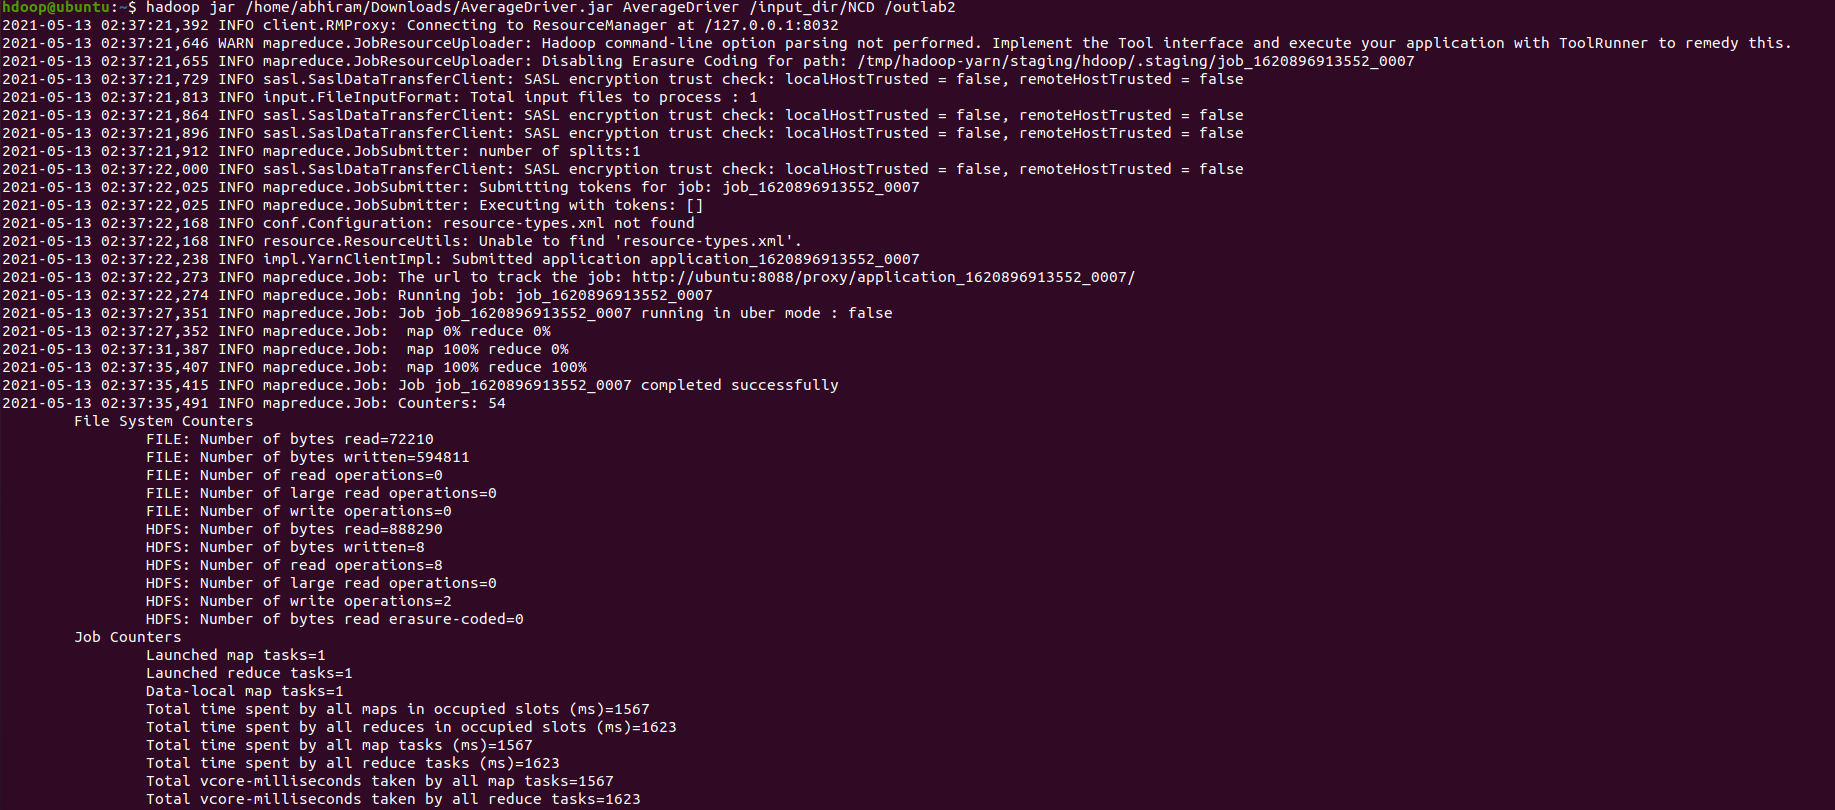 hdoop@ubuntu:~$ hadoop jar /home/abhiram/Downloads/AverageDriver.jar AverageDriver /input_dir/NCD /outlab2
2021-05-13 02:37:21,392 INFO client.RMProxy: Connecting to ResourceManager at /127.0.0.1:8032
2021-05-13 02:37:21,646 WARN mapreduce.JobResourceUploader: Hadoop command-line option parsing not performed. Implement the Tool interface and execute your application with ToolRunner to remedy this.
2021-05-13 02:37:21,655 INFO mapreduce.JobResourceUploader: Disabling Erasure Coding for path: /tmp/hadoop-yarn/staging/hdoop/.staging/job_1620896913552_0007
2021-05-13 02:37:21,729 INFO sasl.SaslDataTransferClient: SASL encryption trust check: localHostTrusted = false, remoteHostTrusted = false
2021-05-13 02:37:21,813 INFO input.FileInputFormat: Total input files to process : 1
2021-05-13 02:37:21,864 INFO sasl.SaslDataTransferClient: SASL encryption trust check: localHostTrusted = false, remoteHostTrusted = false
2021-05-13 02:37:21,896 INFO sasl.SaslDataTransferClient: SASL encryption trust check: localHostTrusted = false, remoteHostTrusted = false
2021-05-13 02:37:21,912 INFO mapreduce.JobSubmitter: number of splits:1
2021-05-13 02:37:22,000 INFO sasl.SaslDataTransferClient: SASL encryption trust check: localHostTrusted = false, remoteHostTrusted = false
2021-05-13 02:37:22,025 INFO mapreduce.JobSubmitter: Submitting tokens for job: job_1620896913552_0007
2021-05-13 02:37:22,025 INFO mapreduce.JobSubmitter: Executing with tokens: []
2021-05-13 02:37:22,168 INFO conf.Configuration: resource-types.xml not found
2021-05-13 02:37:22,168 INFO resource.ResourceUtils: Unable to find 'resource-types.xml'.
2021-05-13 02:37:22,238 INFO impl.YarnClientImpl: Submitted application application_1620896913552_0007
2021-05-13 02:37:22,273 INFO mapreduce.Job: The url to track the job: http://ubuntu:8088/proxy/application_1620896913552_0007/
2021-05-13 02:37:22,274 INFO mapreduce.Job: Running job: job_1620896913552_0007
2021-05-13 02:37:27,351 INFO mapreduce.Job: Job job_1620896913552_0007 running in uber mode : false
2021-05-13 02:37:27,352 INFO mapreduce.Job:  map 0% reduce 0%
2021-05-13 02:37:31,387 INFO mapreduce.Job:  map 100% reduce 0%
2021-05-13 02:37:35,407 INFO mapreduce.Job:  map 100% reduce 100%
2021-05-13 02:37:35,415 INFO mapreduce.Job: Job job_1620896913552_0007 completed successfully
2021-05-13 02:37:35,491 INFO mapreduce.Job: Counters: 54
File System Counters
FILE: Number of bytes read=72210
FILE: Number of bytes written=594811
FILE: Number of read operations=0
FILE: Number of large read operations=0
FILE: Number of write operations=0
HDFS: Number of bytes read=888290
HDFS: Number of bytes written=8
HDFS: Number of read operations=8
HDFS: Number of large read operations=0
HDFS: Number of write operations=2
HDFS: Number of bytes read erasure-coded=0
Job Counters
Launched map tasks=1
Launched reduce tasks=1
Data-local map tasks=1
Total time spent by all maps in occupied slots (ms)=1567
Total time spent by all reduces in occupied slots (ms)=1623
Total time spent by all map tasks (ms)=1567
Total time spent by all reduce tasks (ms)=1623
Total vcore-milliseconds taken by all map tasks=1567
Total vcore-milliseconds taken by all reduce tasks=1623